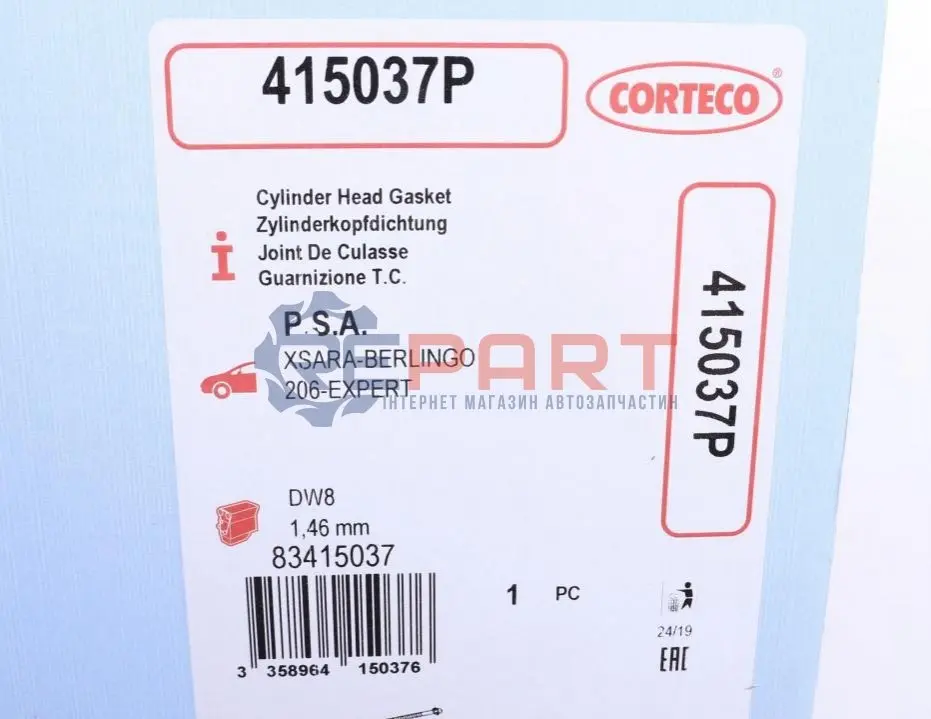 415037P
CORTECO®
Cylinder Head Gasket
Zylinderkopfdichtung
Joint De Culasse
Guarnizione T.C.
P.S.A.
XSARA-BERLINGO
206-EXPERT
REPART
ІНТЕРНЕТ МАГАЗИН АВТОЗАПЧАСТИН
415037P
DW8
1,46 mm
83415037
1 PC
3 358964 150376
24/19
EAC